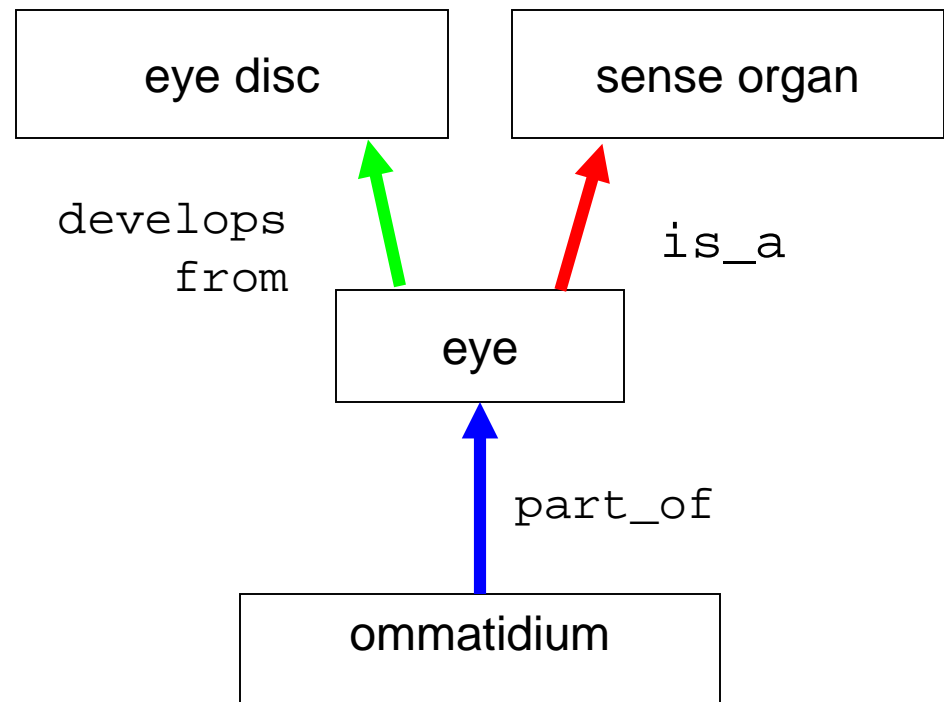 eye disc
sense organ
develops
from
is_a
eye
part_of
ommatidium